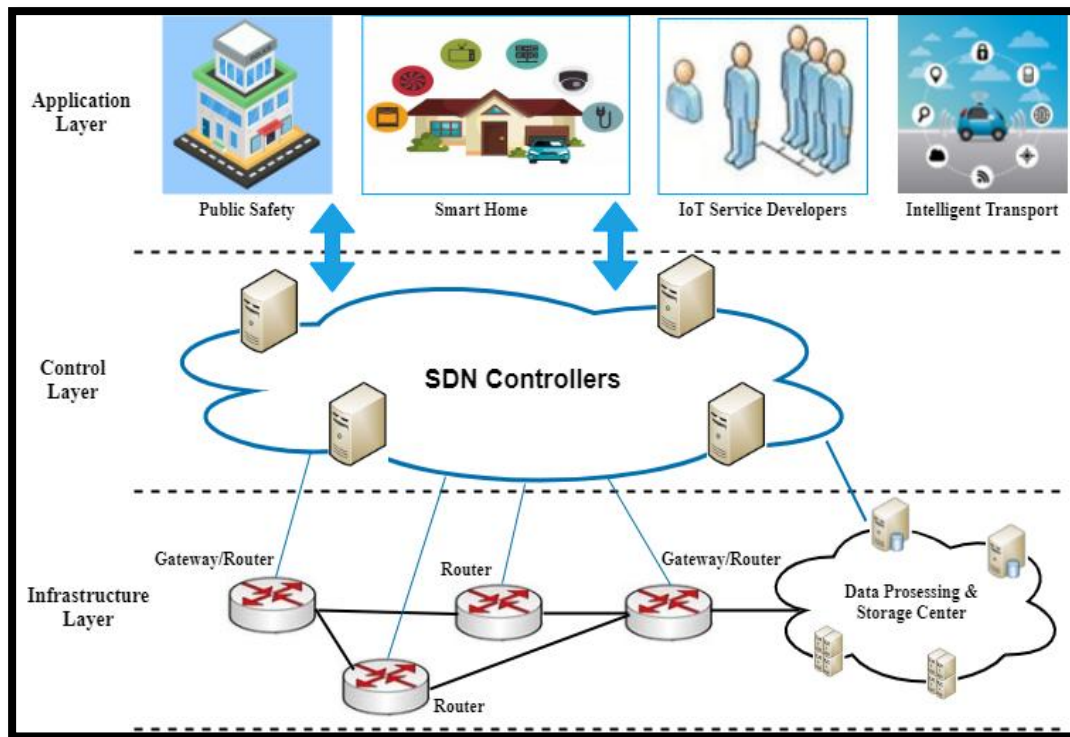 Application
Layer
Public Safety
Smart Home
IoT Service Developers
Intelligent Transport
Control
Layer
SDN Controllers
Infrastructure
Layer
Gateway/Router
Router
Gateway/Router
Router
Data Prosessing &
Storage Center